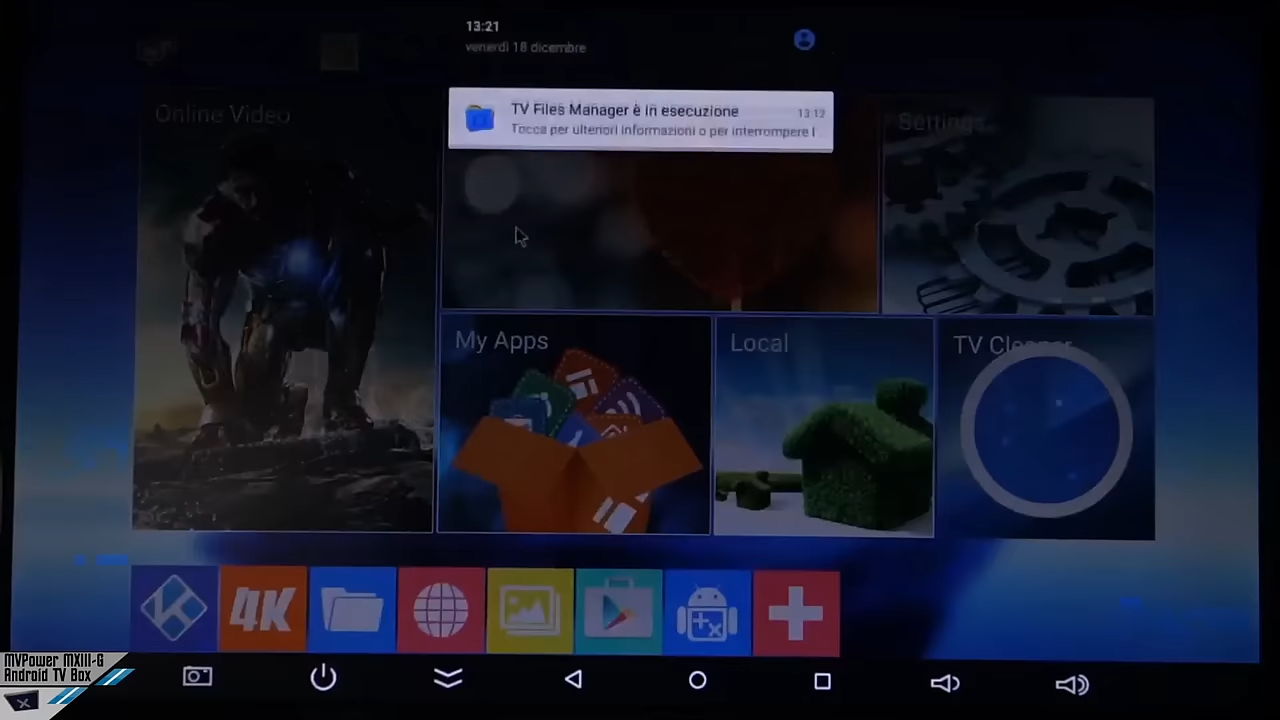 13:21
venerdì 18 dicembre
TV Files Manager è in esecuzione
13:12
Tocca per ulteriori informazioni o per interrompere l
Online Video
Settings
My Apps
Local
TV Cleaner
4K
MVPower MXIII-G
Android TV Box